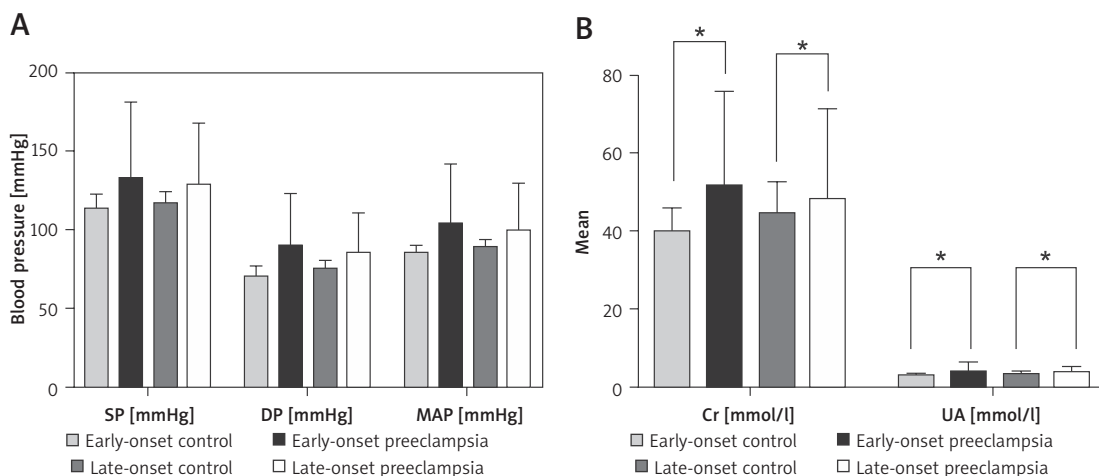 A
Blood pressure [mmHg]
200
150
100
50
0
SP [mmHg]
DP [mmHg]
MAP [mmHg]
Early-onset control
Early-onset preeclampsia
Late-onset control
Late-onset preeclampsia
B
Mean
80
60
40
20
0
*
*
*
*
Cr [mmol/l]
UA [mmol/l]
Early-onset control
Early-onset preeclampsia
Late-onset control
Late-onset preeclampsia